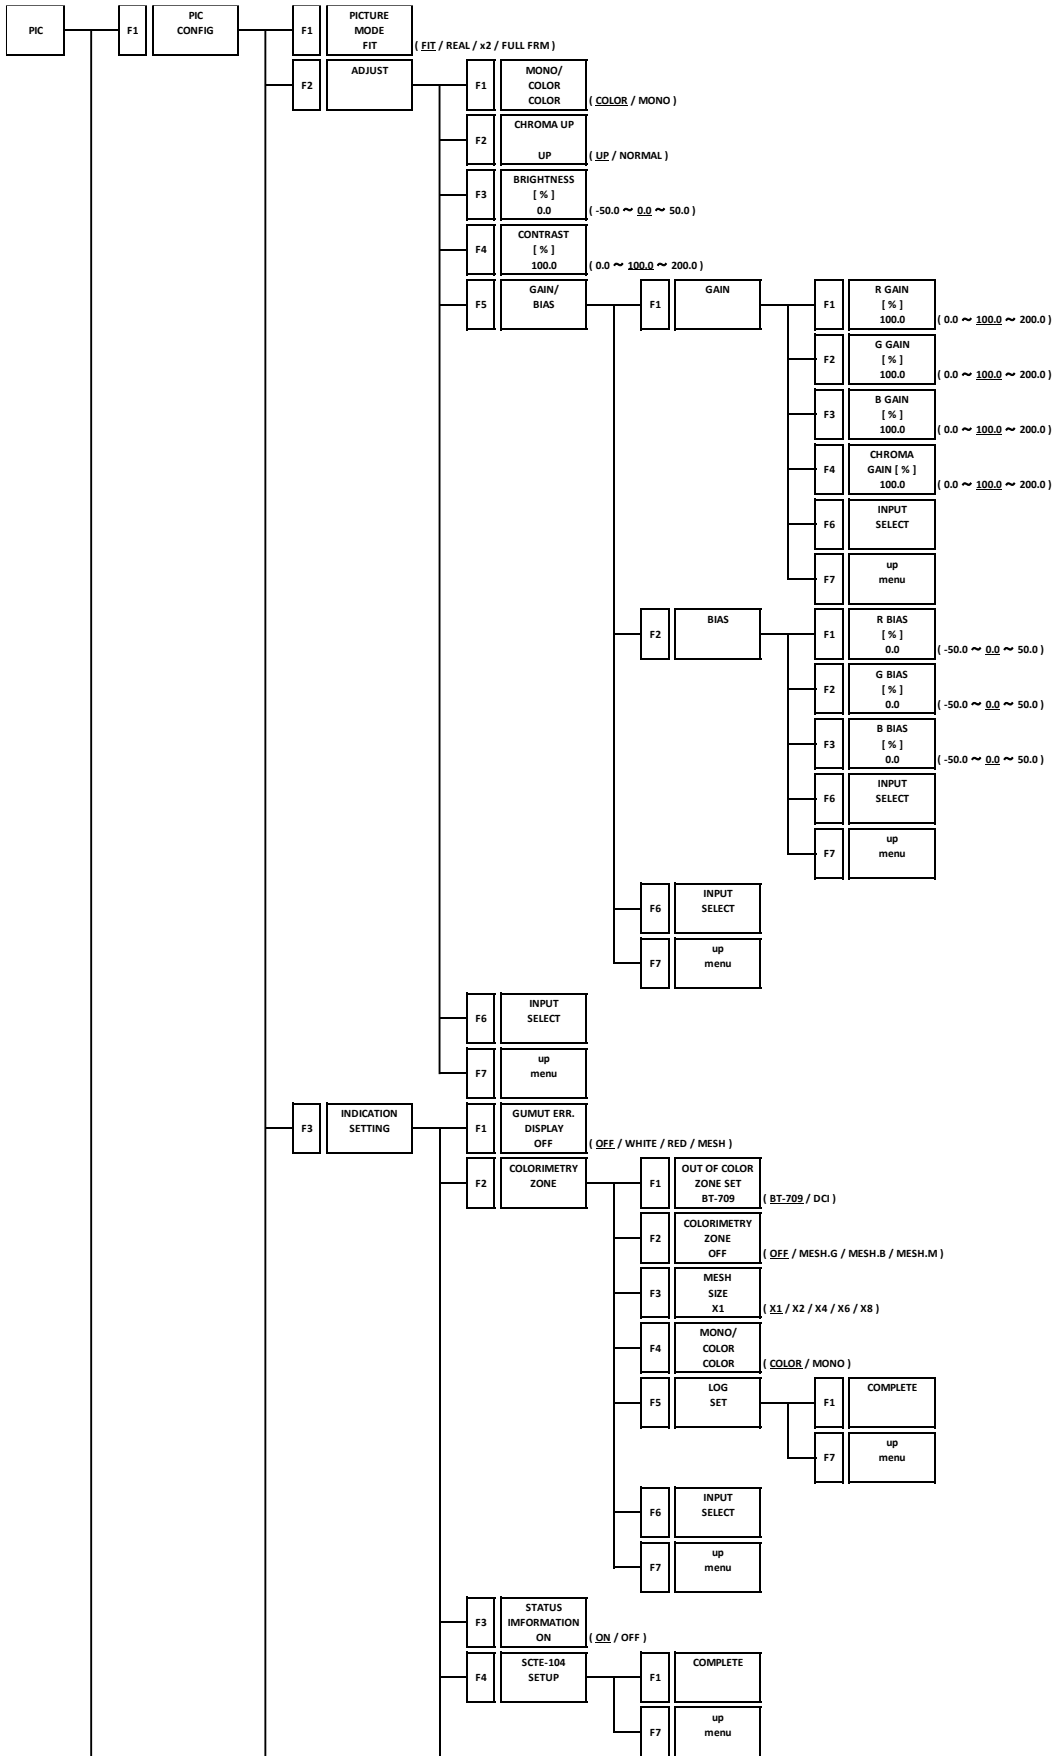 PIC
F1
PIC
CONFIG
F1
PICTURE
MODE
FIT
( FIT / REAL / x2 / FULL FRM )
F2
ADJUST
F1
MONO/
COLOR
COLOR
( COLOR / MONO )
F2
CHROMA UP
UP
( UP / NORMAL )
F3
BRIGHTNESS
[ % ]
0.0
( -50.0 ~ 0.0 ~ 50.0 )
F4
CONTRAST
[ % ]
100.0
( 0.0 ~ 100.0 ~ 200.0 )
F5
GAIN/
BIAS
F1
GAIN
F1
R GAIN
[ % ]
100.0
( 0.0 ~ 100.0 ~ 200.0 )
F2
G GAIN
[ % ]
100.0
( 0.0 ~ 100.0 ~ 200.0 )
F3
B GAIN
[ % ]
100.0
( 0.0 ~ 100.0 ~ 200.0 )
F4
CHROMA
GAIN [ % ]
100.0
( 0.0 ~ 100.0 ~ 200.0 )
F6
INPUT
SELECT
F7
up
menu
F2
BIAS
F1
R BIAS
[ % ]
0.0
( -50.0 ~ 0.0 ~ 50.0 )
F2
G BIAS
[ % ]
0.0
( -50.0 ~ 0.0 ~ 50.0 )
F3
B BIAS
[ % ]
0.0
( -50.0 ~ 0.0 ~ 50.0 )
F6
INPUT
SELECT
F7
up
menu
F6
INPUT
SELECT
F7
up
menu
F6
INPUT
SELECT
F7
up
menu
F3
INDICATION
SETTING
F1
GUMUT ERR.
DISPLAY
OFF
( OFF / WHITE / RED / MESH )
F2
COLORIMETRY
ZONE
F1
OUT OF COLOR
ZONE SET
BT-709
( BT-709 / DCI )
F2
COLORIMETRY
ZONE
OFF
( OFF / MESH.G / MESH.B / MESH.M )
F3
MESH
SIZE
X1
( X1 / X2 / X4 / X6 / X8 )
F4
MONO/
COLOR
COLOR
( COLOR / MONO )
F5
LOG
SET
F1
COMPLETE
F7
up
menu
F6
INPUT
SELECT
F7
up
menu
F3
STATUS
IMFORMATION
ON
( ON / OFF )
F4
SCTE-104
SETUP
F1
COMPLETE
F7
up
menu